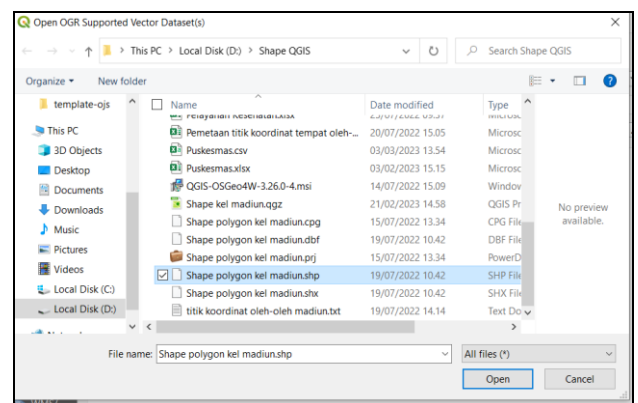 Open OGR Supported Vector Dataset(s)
This PC > Local Disk (D:) > Shape QGIS
Search Shape QGIS
Organize
New folder
template-ojs
This PC
3D Objects
Desktop
Documents
Downloads
Music
Pictures
Videos
Local Disk (C:)
Local Disk (D:)
Name Date modified Type
Pemetaan titik koordinat tempat oleh-... 20/07/2022 15.05 Microsc
Puskesmas.csv 03/03/2023 13.54 Microsc
Puskesmas.xlsx 03/02/2023 15.15 Microsc
QGIS-OSGeo4W-3.26.0-4.msi 14/07/2022 15.09 Window
Shape kel madiun.qgz 21/02/2023 14.58 QGIS Pr
Shape polygon kel madiun.cpg 15/07/2022 13.34 CPG File
Shape polygon kel madiun.dbf 19/07/2022 10.42 DBF File
Shape polygon kel madiun.prj 15/07/2022 13.34 PowerD
Shape polygon kel madiun.shp 19/07/2022 10.42 SHP File
Shape polygon kel madiun.shx 19/07/2022 10.42 SHX File
titik koordinat oleh-oleh madiun.txt 19/07/2022 14.14 Text Do
No preview
available.
File name: Shape polygon kel madiun.shp
All files (*)
Open
Cancel